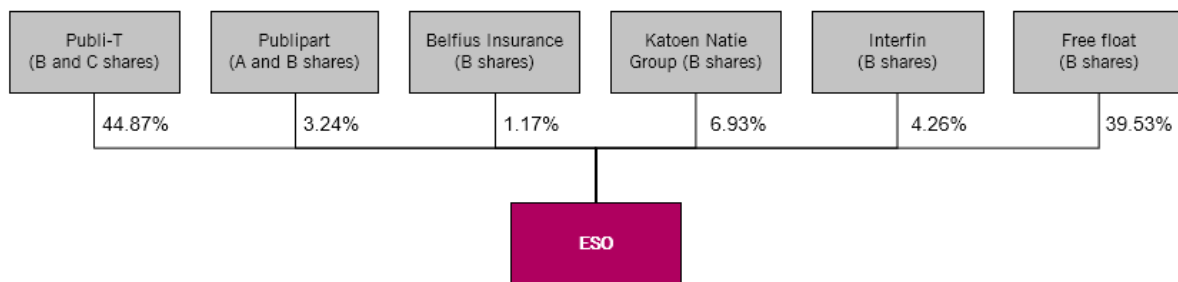 Publi-T
(B and C shares)
Publipart
(A and B shares)
Belfius Insurance
(B shares)
Katoen Natie
Group (B shares)
Interfin
(B shares)
Free float
(B shares)
44.87%
3.24%
1.17%
6.93%
4.26%
39.53%
ESO